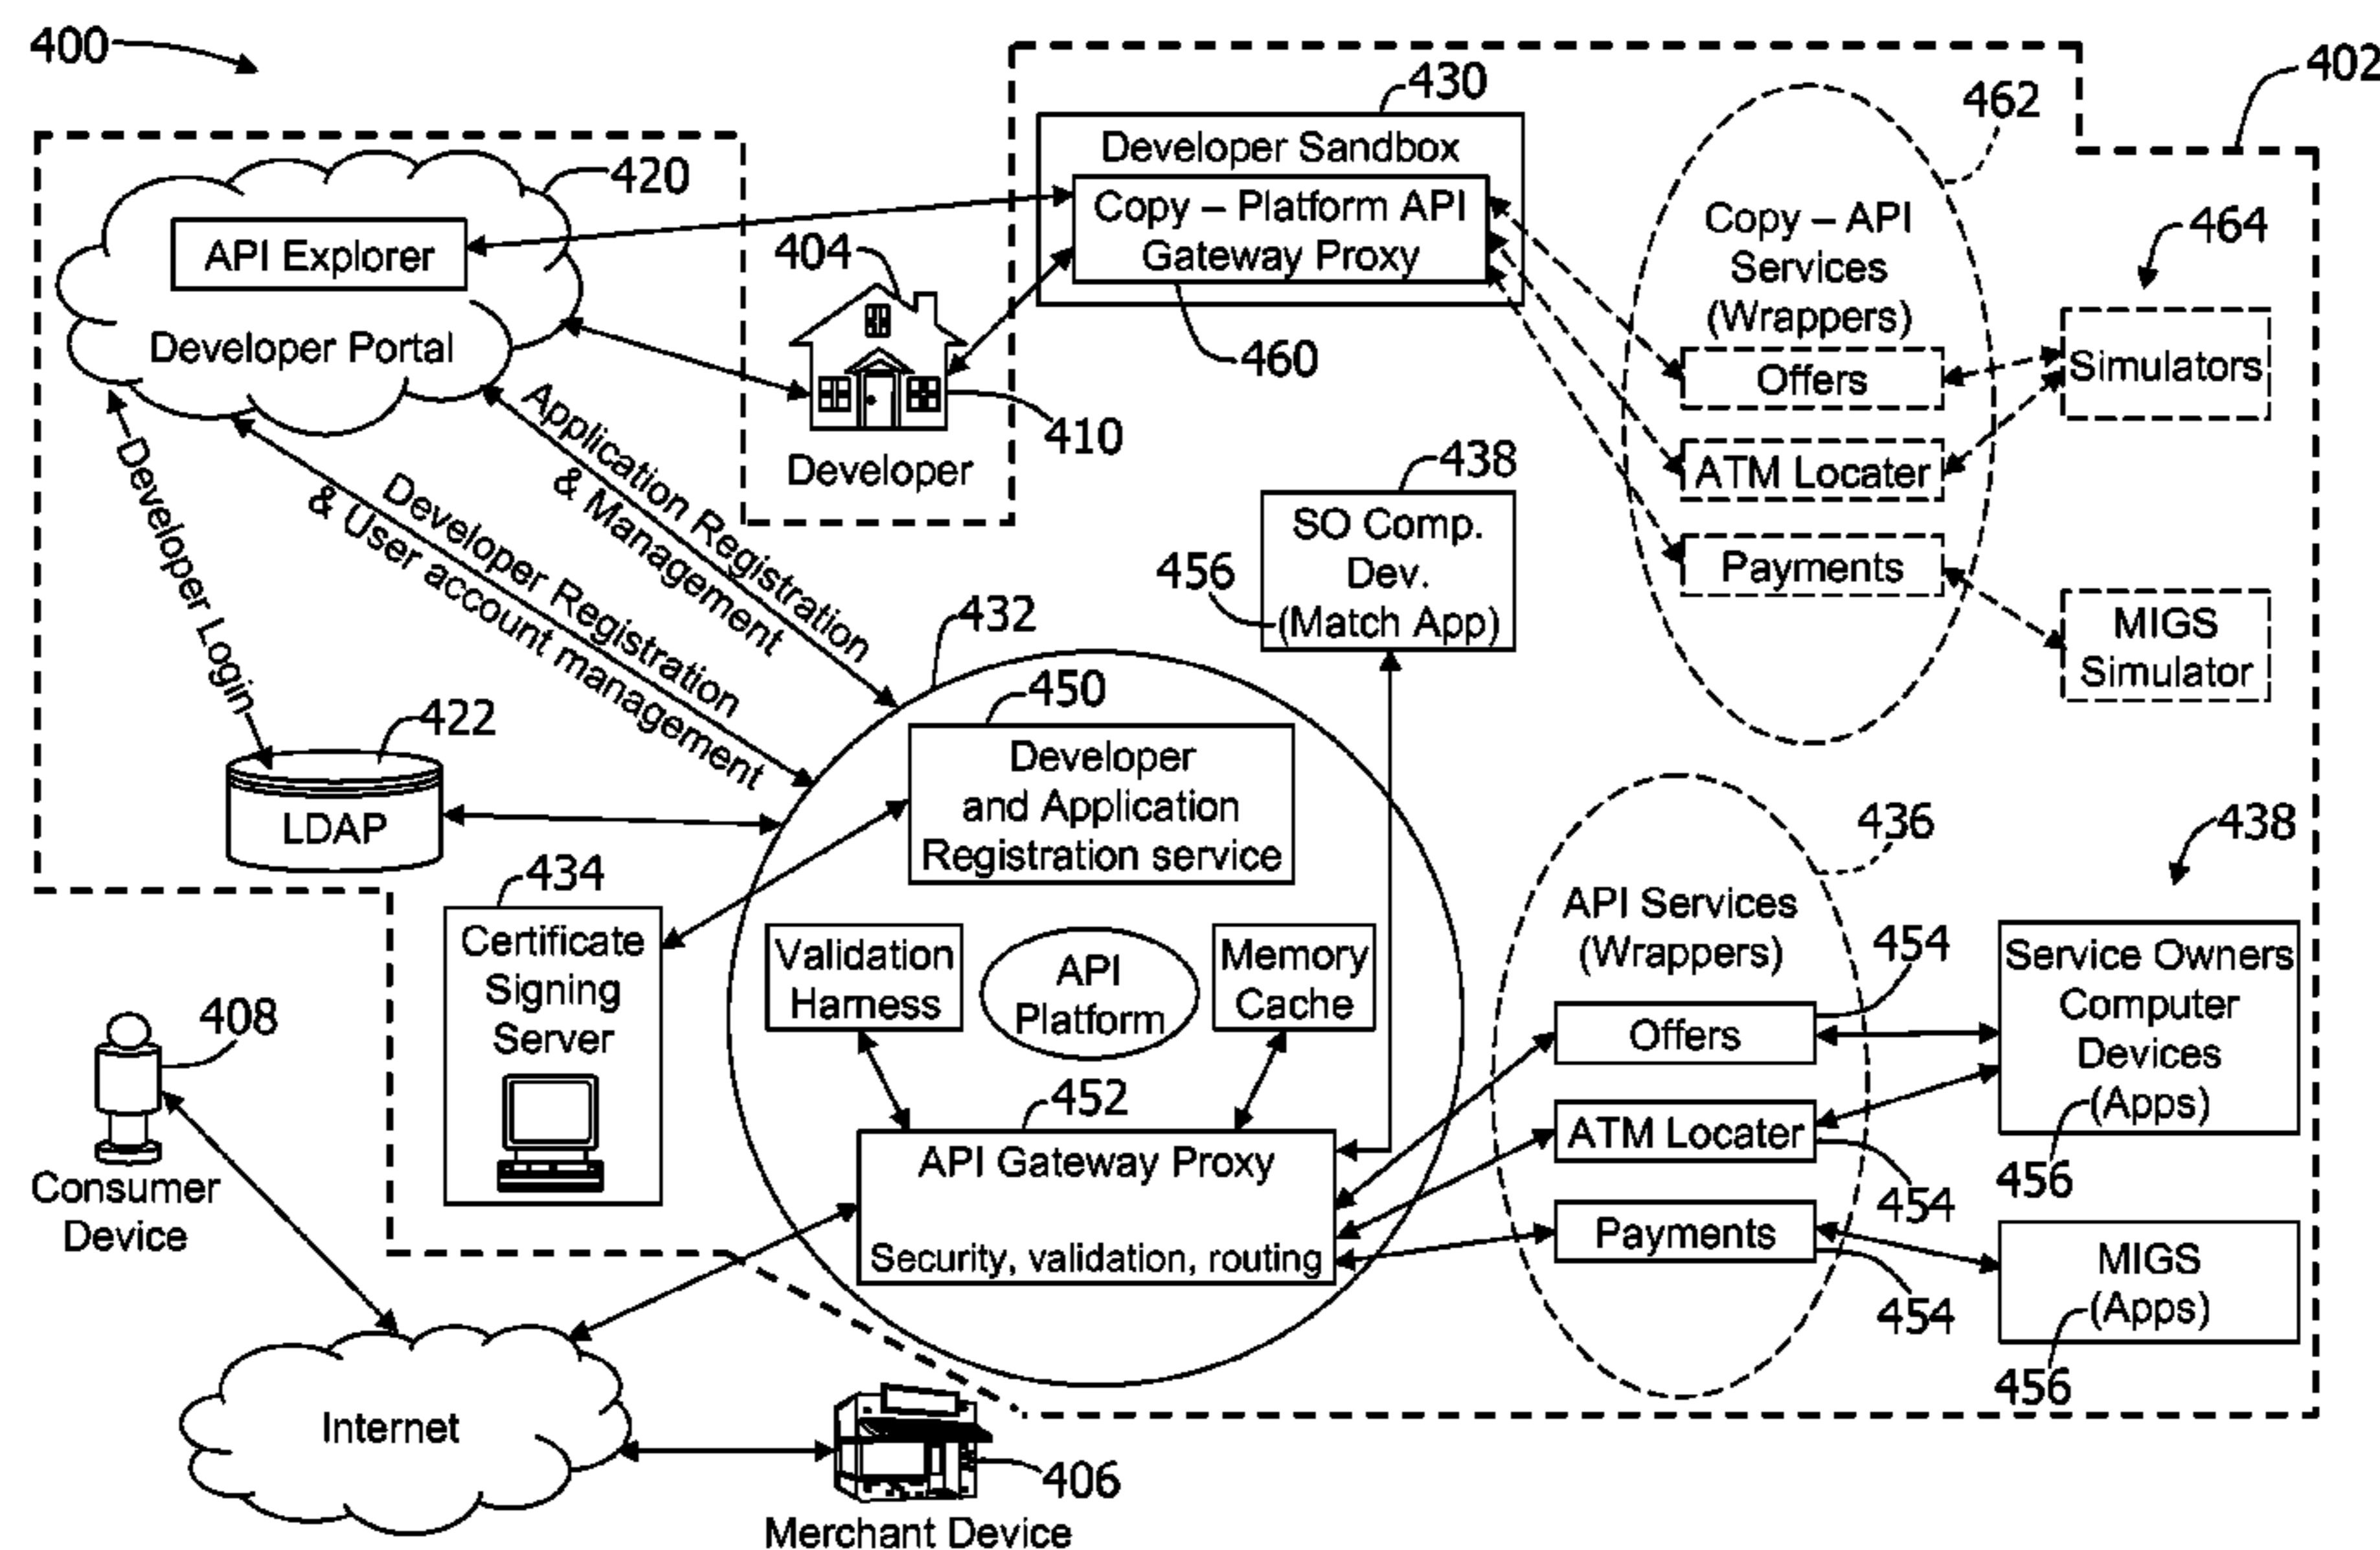 400
402
430
462
Developer Sandbox
420
Copy – Platform API
Gateway Proxy
404
Copy – API
Services
(Wrappers)
464
API Explorer
Developer Portal
460
Offers
Simulators
410
Developer
ATM Locater
438
SO Comp.
Dev.
(Match App)
456
Payments
MIGS
Simulator
Application Registration
& Management
Developer Registration
& User account management
Developer Login
432
450
422
LDAP
Developer
and Application
Registration service
436
438
434
Certificate
Signing
Server
Validation
Harness
API
Platform
Memory
Cache
API Services
(Wrappers)
454
Service Owners
Computer
Devices
(Apps)
408
Offers
452
ATM Locater
456
Consumer
Device
API Gateway Proxy
Security, validation, routing
454
Payments
MIGS
(Apps)
454
456
Internet
406
Merchant Device